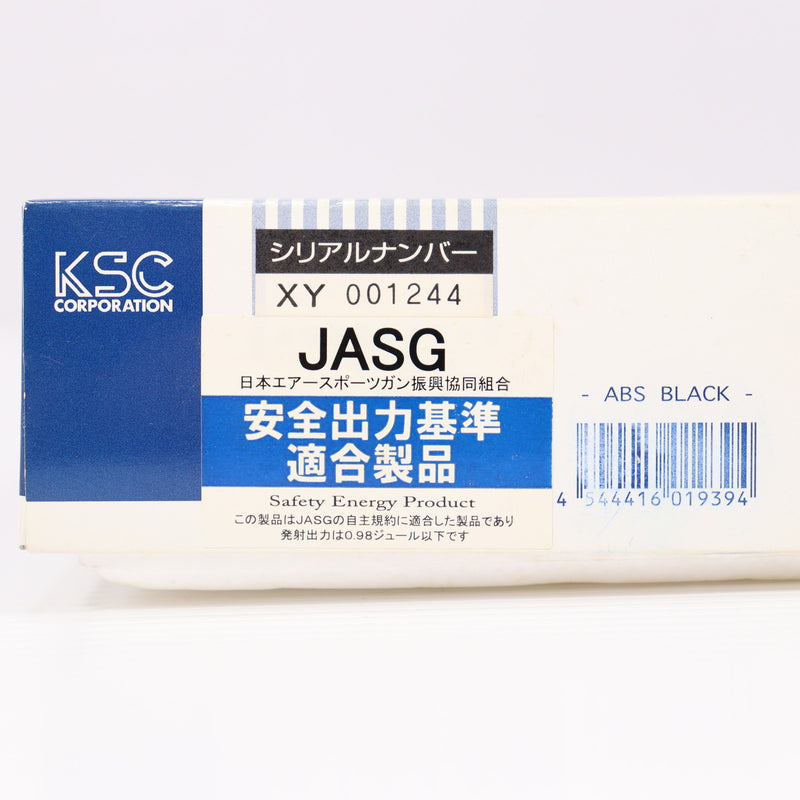 KSC
CORPORATION
シリアルナンバー
XY 001244
JASG
日本エアースポーツガン振興協同組合
安全出力基準
適合製品
Safety Energy Product
この製品はJASGの自主規約に適合した製品であり
発射出力は0.98ジュール以下です
- ABS BLACK -
4 544416 019394